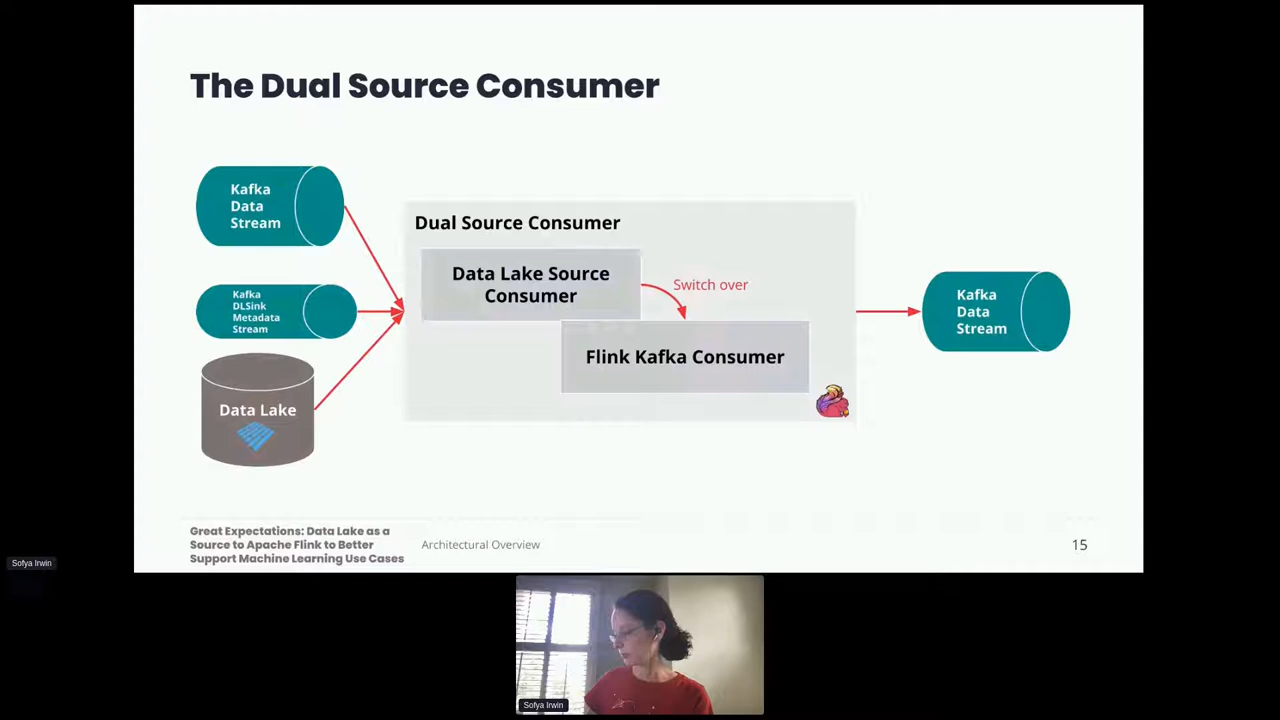 The Dual Source Consumer
Kafka
Data
Stream
Kafka
DLSink
Metadata
Stream
Data Lake
Dual Source Consumer
Data Lake Source
Consumer
Switch over
Flink Kafka Consumer
Kafka
Data
Stream
Great Expectations: Data Lake as a
Source to Apache Flink to Better
Support Machine Learning Use Cases
Architectural Overview
15
Sofya Irwin
Sofya Irwin